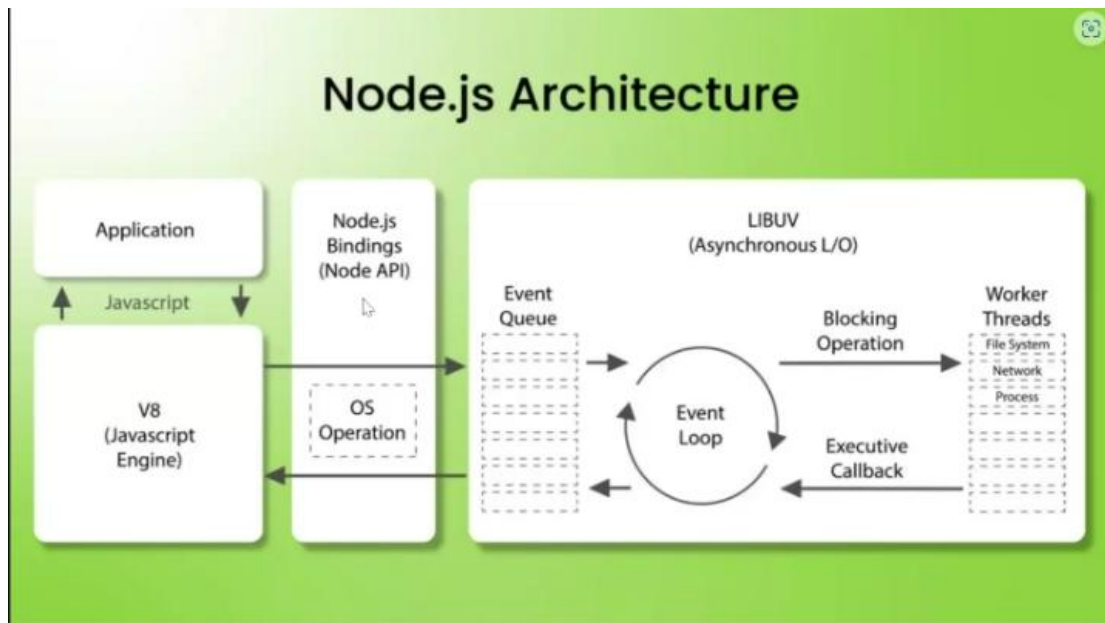 Node.js Architecture
Application
Javascript
V8
(Javascript
Engine)
Node.js
Bindings
(Node API)
OS
Operation
LIBUV
(Asynchronous L/O)
Event
Queue
Event
Loop
Blocking
Operation
Executive
Callback
Worker
Threads
File System
Network
Process